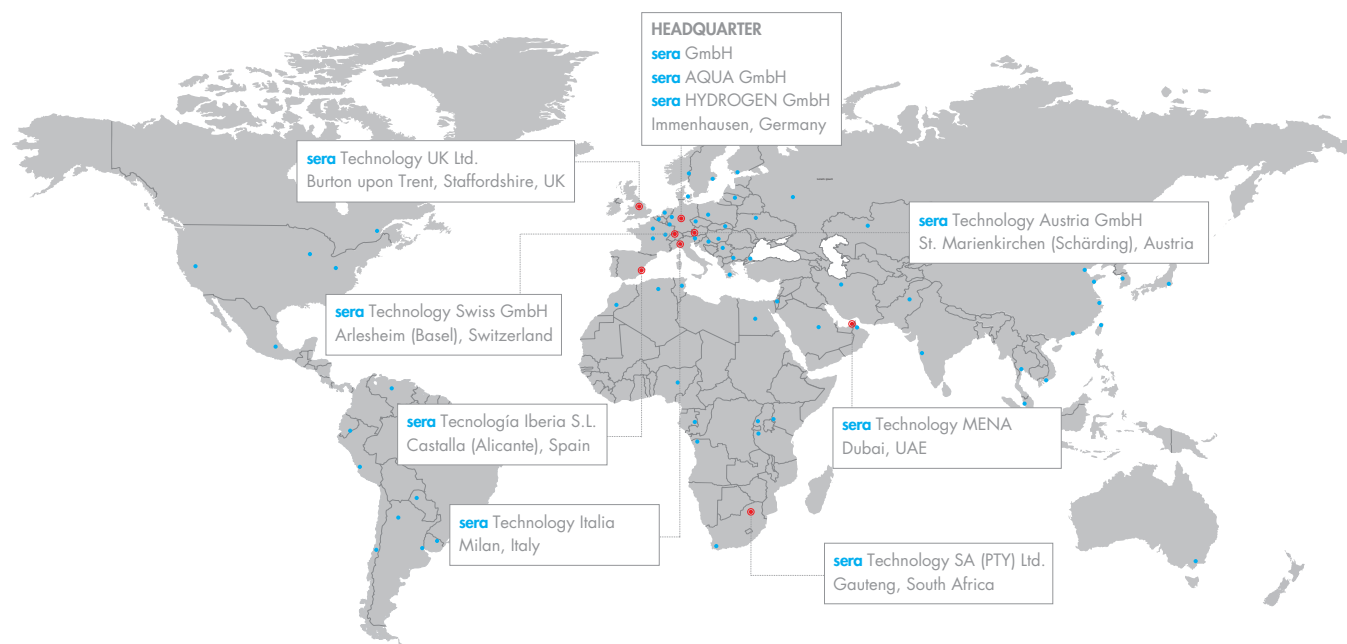 HEADQUARTER
sera GmbH
sera AQUA GmbH
sera HYDROGEN GmbH
Immenhausen, Germany
sera Technology UK Ltd.
Burton upon Trent, Staffordshire, UK
sera Technology Austria GmbH
St. Marienkirchen (Schärding), Austria
sera Technology Swiss GmbH
Arlesheim (Basel), Switzerland
sera Tecnología Iberia S.L.
Castalla (Alicante), Spain
sera Technology MENA
Dubai, UAE
sera Technology Italia
Milan, Italy
sera Technology SA (PTY) Ltd.
Gauteng, South Africa